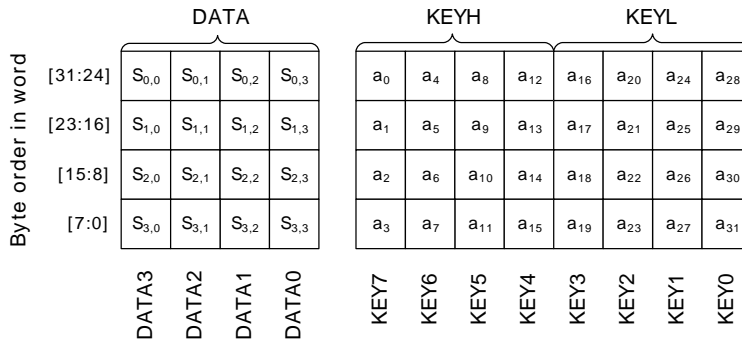 DATA KEYH KEYL
[31:24] S0,0 S0,1 S0,2 S0,3 a0 a4 a8 a12 a16 a20 a24 a28
[23:16] S1,0 S1,1 S1,2 S1,3 a1 a5 a9 a13 a17 a21 a25 a29
[15:8] S2,0 S2,1 S2,2 S2,3 a2 a6 a10 a14 a18 a22 a26 a30
[7:0] S3,0 S3,1 S3,2 S3,3 a3 a7 a11 a15 a19 a23 a27 a31
Byte order in word
DATA3 DATA2 DATA1 DATA0 KEY7 KEY6 KEY5 KEY4 KEY3 KEY2 KEY1 KEY0